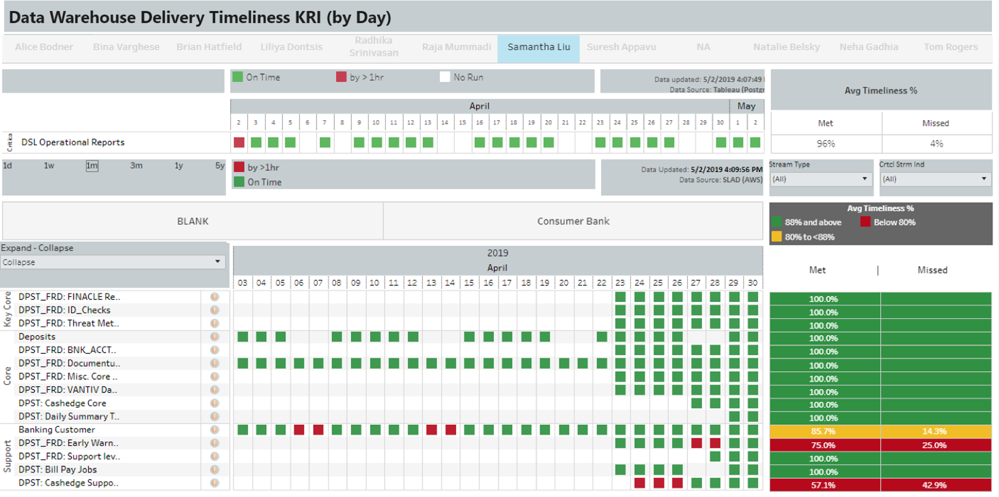 Data Warehouse Delivery Timeliness KRI (by Day)
Alice Bodner Bina Varghese Brian Hatfield Liliya Dontsis Radhika Srinivasan Raja Mummadi Samantha Liu Suresh Appavu NA Natalie Belsky Neha Gadhia Tom Rogers
On Time by > 1hr No Run
Data updated: 5/2/2019 4:07:49
Data Source: Tableau (Postgr
Avg Timeliness %
April May
2 3 4 5 6 7 8 9 10 11 12 13 14 15 16 17 18 19 20 21 22 23 24 25 26 27 28 29 30 1 2
Met Missed
Critica
DSL Operational Reports
96% 4%
1d 1w 1m 3m 1y 5y
by >1hr
On Time
Data Updated: 5/2/2019 4:09:56 PM
Data Source: SLAD (AWS)
Stream Type
(All)
Crtcl Strm Ind
(All)
BLANK Consumer Bank
Avg Timeliness %
88% and above Below 80%
80% to <88%
Expand - Collapse
Collapse
2019
April
03 04 05 06 07 08 09 10 11 12 13 14 15 16 17 18 19 20 21 22 23 24 25 26 27 28 29 30
Met | Missed
Key Core
DPST_FRD: FINACLE Re.. 100.0%
DPST_FRD: ID_Checks 100.0%
DPST_FRD: Threat Met.. 100.0%
Core
Deposits 100.0%
DPST_FRD: BNK_ACCT.. 100.0%
DPST_FRD: Documentu.. 100.0%
DPST_FRD: Misc. Core .. 100.0%
DPST_FRD: VANTIV Da.. 100.0%
DPST: Cashedge Core 100.0%
DPST: Daily Summary T.. 100.0%
Support
Banking Customer 85.7% 14.3%
DPST_FRD: Early Warn.. 75.0% 25.0%
DPST_FRD: Support lev.. 100.0%
DPST: Bill Pay Jobs 100.0%
DPST: Cashedge Suppo.. 57.1% 42.9%